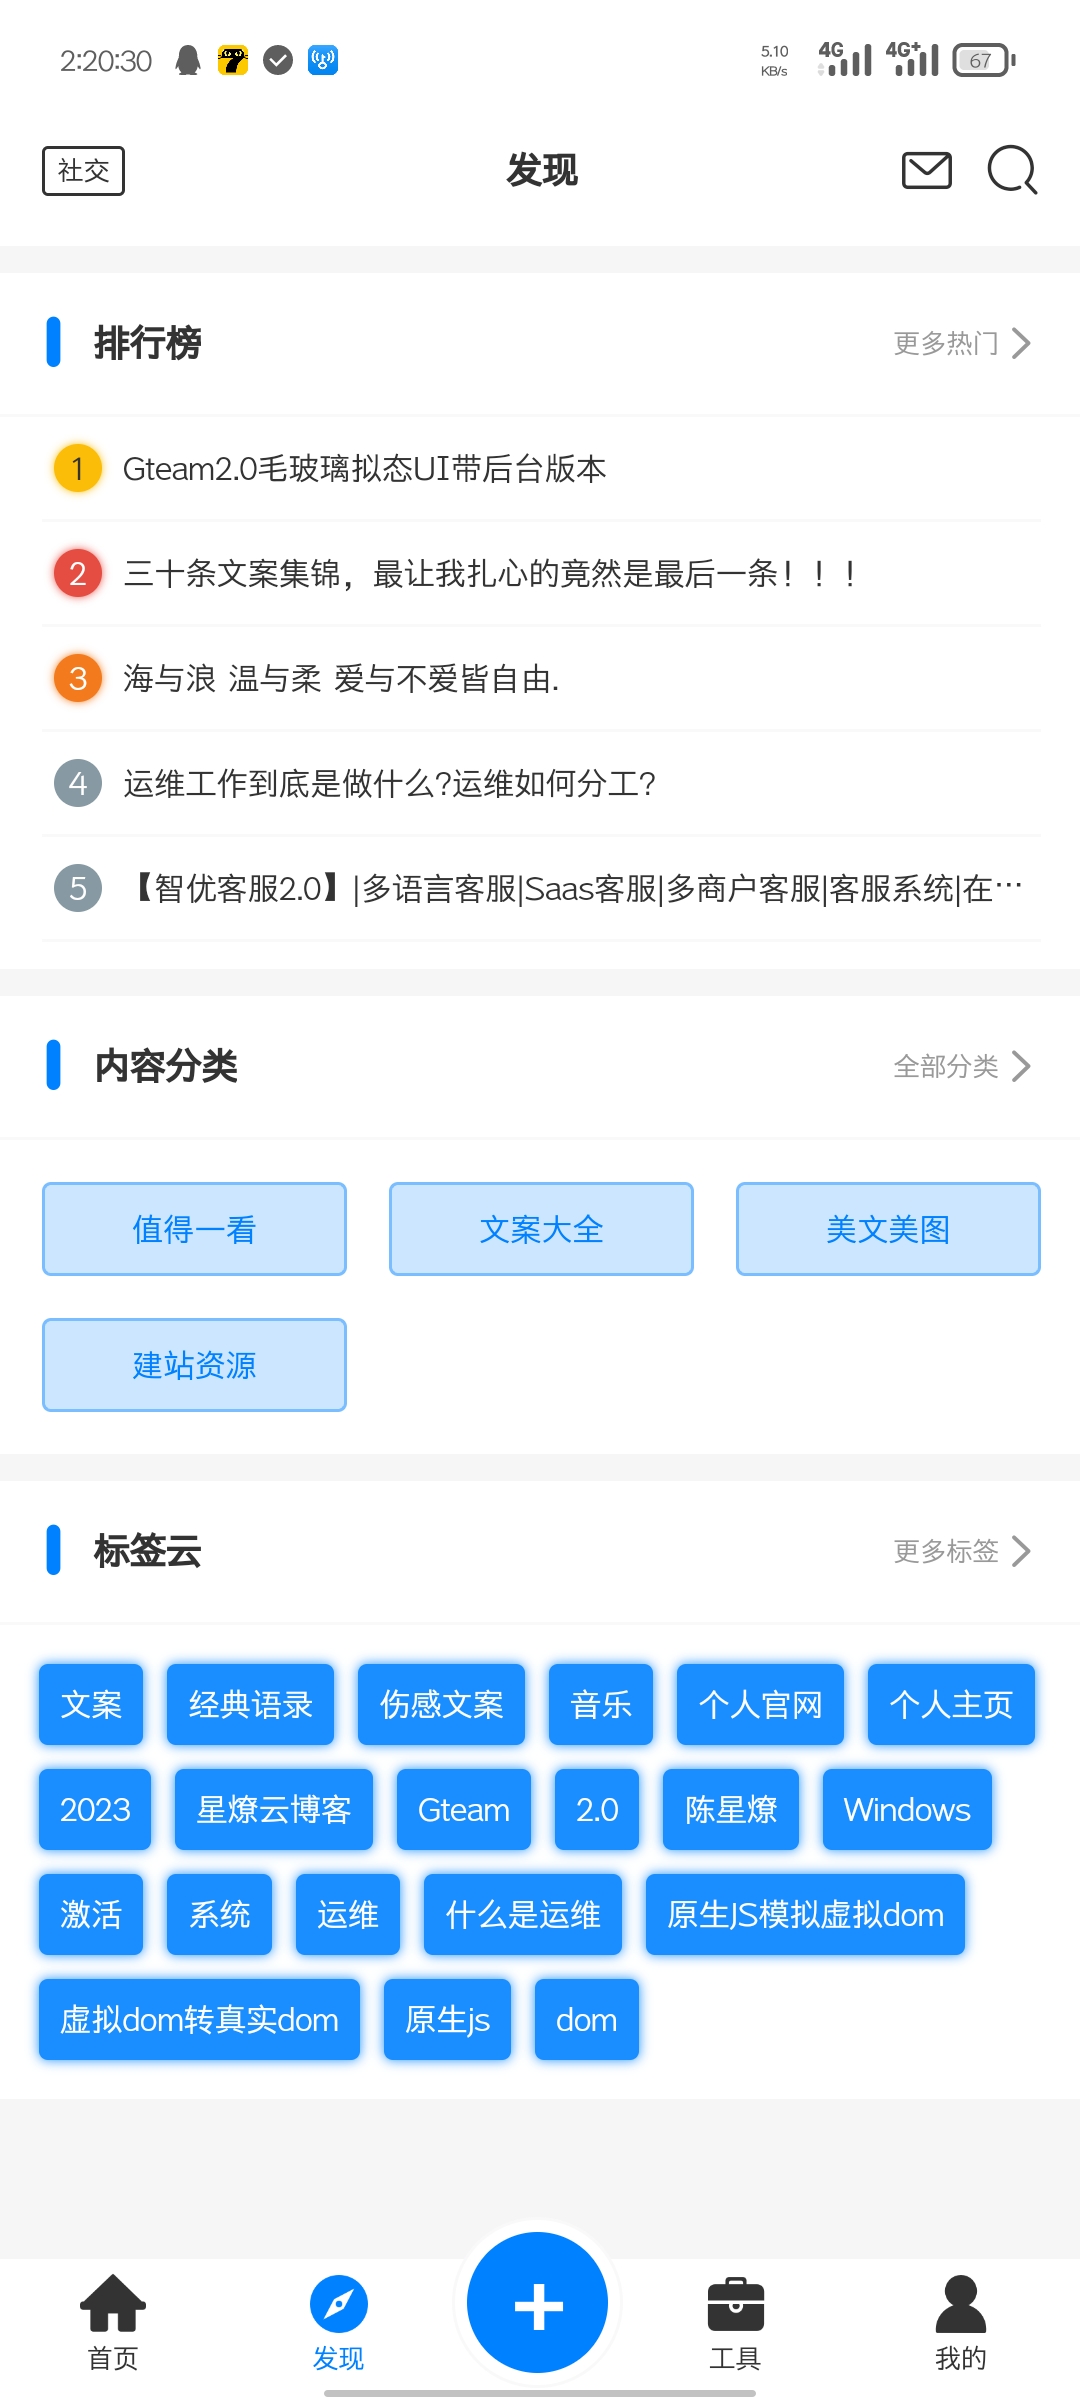 2:20:30 5.10 KB/s 4G 4G+ 67
社交 发现
排行榜 更多热门
1 Gteam2.0毛玻璃拟态UI带后台版本
2 三十条文案集锦，最让我扎心的竟然是最后一条！！！
3 海与浪 温与柔 爱与不爱皆自由.
4 运维工作到底是做什么?运维如何分工?
5 【智优客服2.0】|多语言客服|Saas客服|多商户客服|客服系统|在…
内容分类 全部分类
值得一看 文案大全 美文美图
建站资源
标签云 更多标签
文案 经典语录 伤感文案 音乐 个人官网 个人主页
2023 星燎云博客 Gteam 2.0 陈星燎 Windows
激活 系统 运维 什么是运维 原生JS模拟虚拟dom
虚拟dom转真实dom 原生js dom
首页 发现 工具 我的